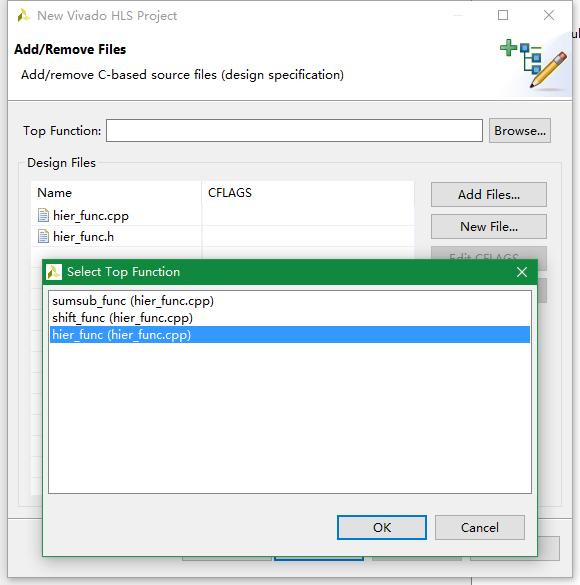 New Vivado HLS Project
Add/Remove Files
Add/remove C-based source files (design specification)
Top Function:
Browse...
Design Files
Name CFLAGS
hier_func.cpp
hier_func.h
Add Files...
New File...
Edit CFLAGS...
Select Top Function
sumsub_func (hier_func.cpp)
shift_func (hier_func.cpp)
hier_func (hier_func.cpp)
OK
Cancel